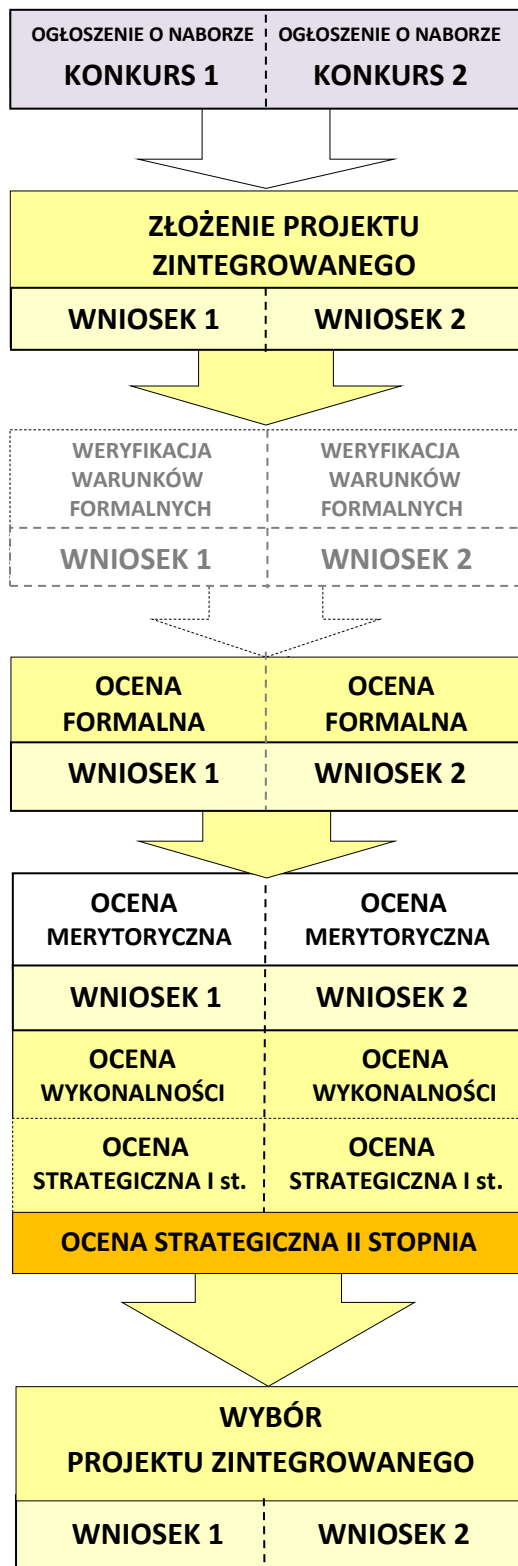 OGŁOSZENIE O NABORZE
KONKURS 1
OGŁOSZENIE O NABORZE
KONKURS 2
ZŁOŻENIE PROJEKTU
ZINTEGROWANEGO
WNIOSEK 1
WNIOSEK 2
WERYFIKACJA
WARUNKÓW
FORMALNYCH
WERYFIKACJA
WARUNKÓW
FORMALNYCH
WNIOSEK 1
WNIOSEK 2
OCENA
FORMALNA
OCENA
FORMALNA
WNIOSEK 1
WNIOSEK 2
OCENA
MERYTORYCZNA
OCENA
MERYTORYCZNA
WNIOSEK 1
WNIOSEK 2
OCENA
WYKONALNOŚCI
OCENA
WYKONALNOŚCI
OCENA
STRATEGICZNA I st.
OCENA
STRATEGICZNA I st.
OCENA STRATEGICZNA II STOPNIA
WYBÓR
PROJEKTU ZINTEGROWANEGO
WNIOSEK 1
WNIOSEK 2